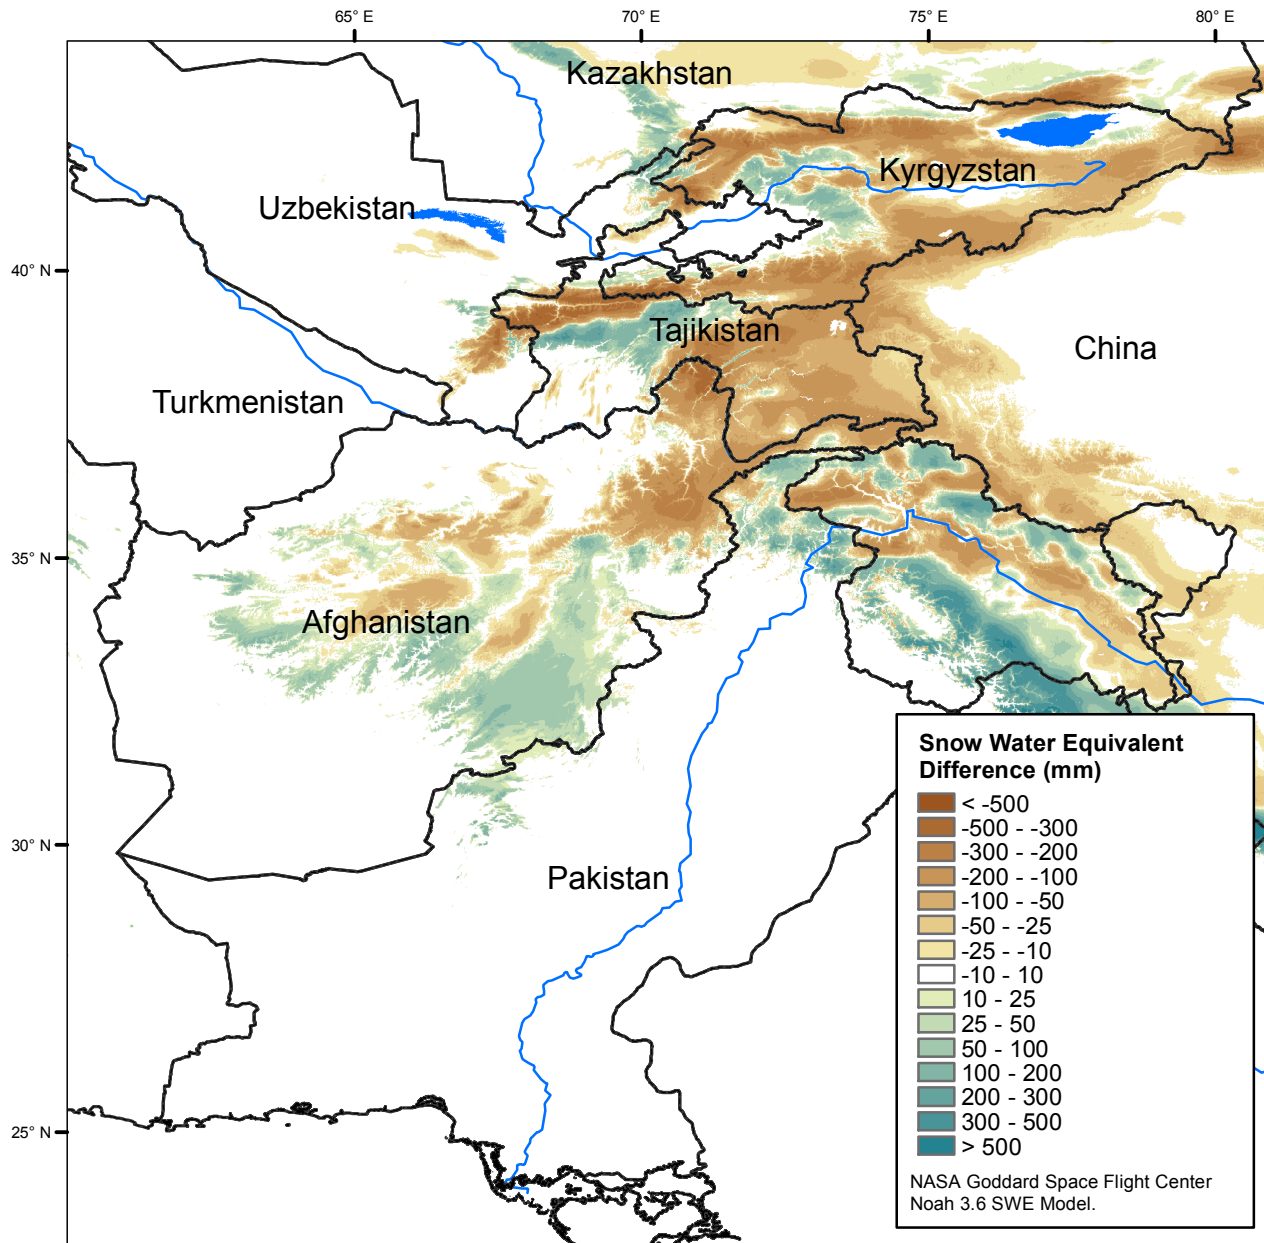 65° E
70° E
75° E
80° E
Kazakhstan
Kyrgyzstan
Uzbekistan
40° N
Tajikistan
China
Turkmenistan
35° N
Afghanistan
Snow Water Equivalent
Difference (mm)
< -500
-500 - -300
-300 - -200
-200 - -100
-100 - -50
-50 - -25
-25 - -10
-10 - 10
10 - 25
25 - 50
50 - 100
100 - 200
200 - 300
300 - 500
> 500
30° N
Pakistan
25° N
NASA Goddard Space Flight Center
Noah 3.6 SWE Model.